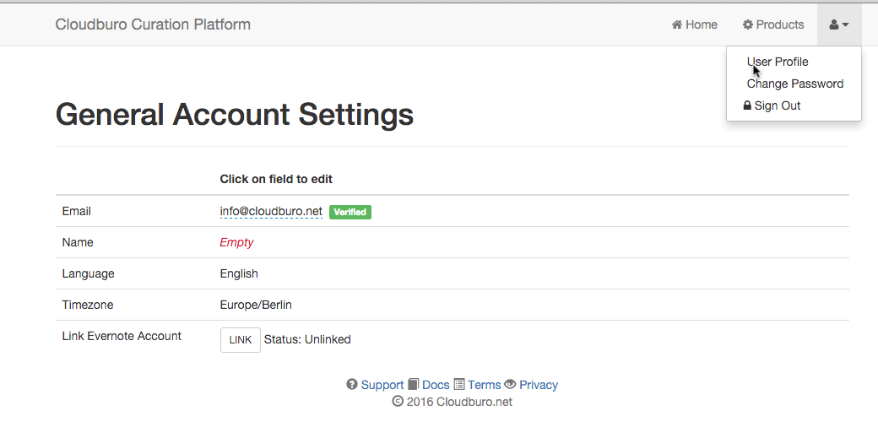 Cloudburo Curation Platform
Home Products
User Profile
Change Password
Sign Out
General Account Settings
Click on field to edit
Email info@cloudburo.net Verified
Name Empty
Language English
Timezone Europe/Berlin
Link Evernote Account LINK Status: Unlinked
Support Docs Terms Privacy
© 2016 Cloudburo.net